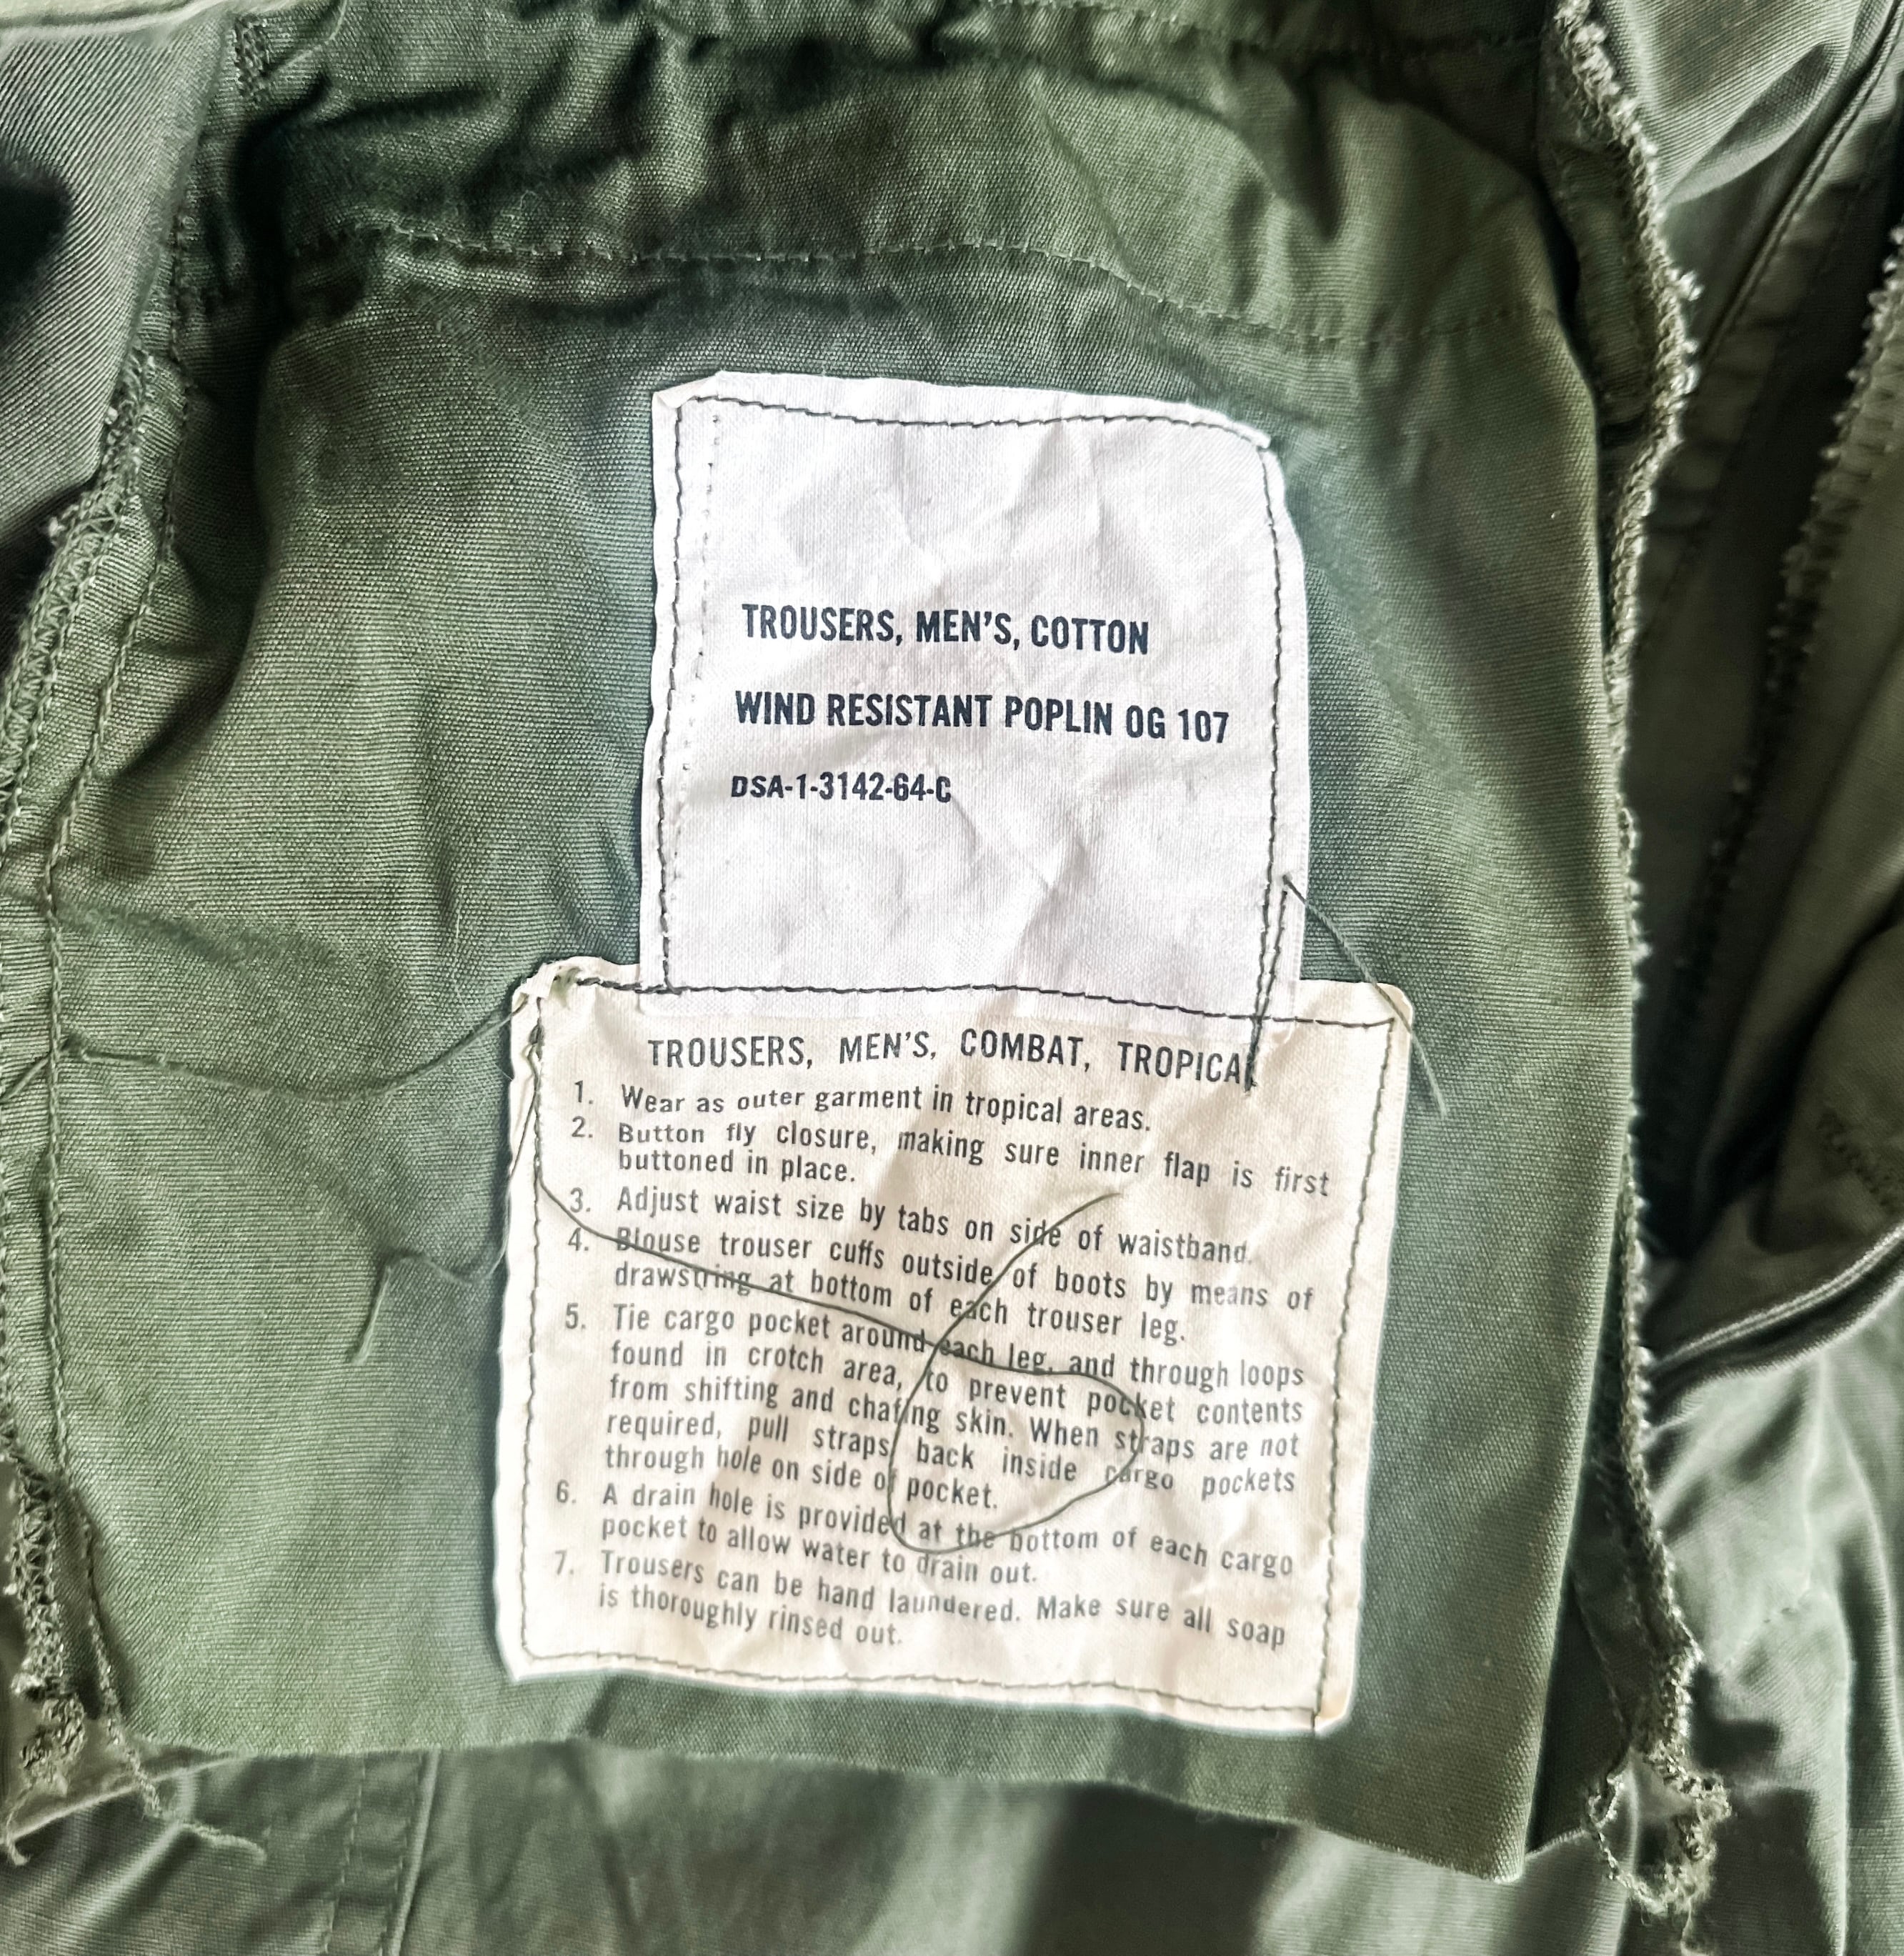 TROUSERS, MEN'S, COTTON
WIND RESISTANT POPLIN OG 107
DSA-1-3142-64-C
TROUSERS, MEN'S, COMBAT, TROPICAL
1. Wear as outer garment in tropical areas.
2. Button fly closure, making sure inner flap is first
buttoned in place.
3. Adjust waist size by tabs on side of waistband.
4. Blouse trouser cuffs outside of boots by means of
drawstring at bottom of each trouser leg.
5. Tie cargo pocket around each leg, and through loops
found in crotch area, to prevent pocket contents
from shifting and chafing skin. When straps are not
required, pull straps back inside cargo pockets
through hole on side of pocket.
6. A drain hole is provided at the bottom of each cargo
pocket to allow water to drain out.
7. Trousers can be hand laundered. Make sure all soap
is thoroughly rinsed out.